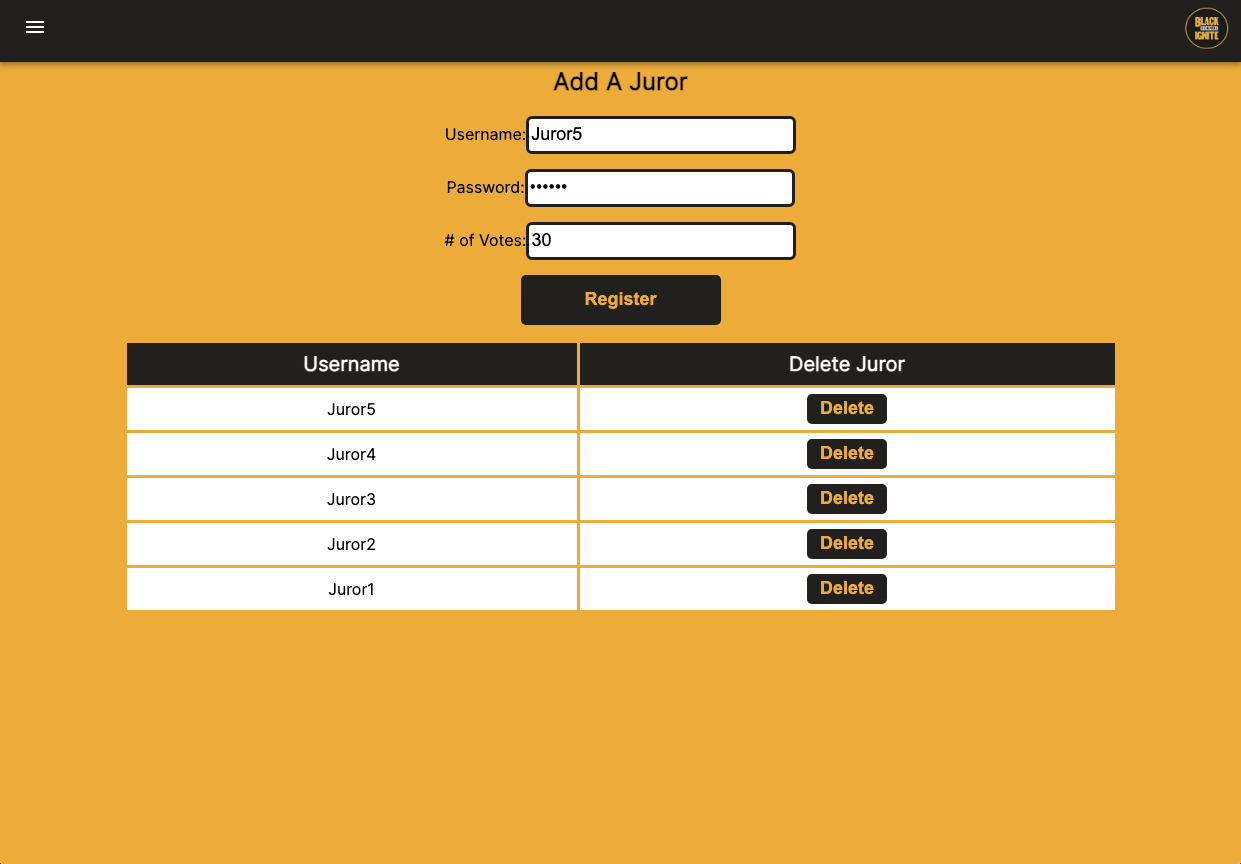 BLACK
IGNITE
Add A Juror
Username: Juror5
Password: ••••••
# of Votes: 30
Register
Username Delete Juror
Juror5 Delete
Juror4 Delete
Juror3 Delete
Juror2 Delete
Juror1 Delete